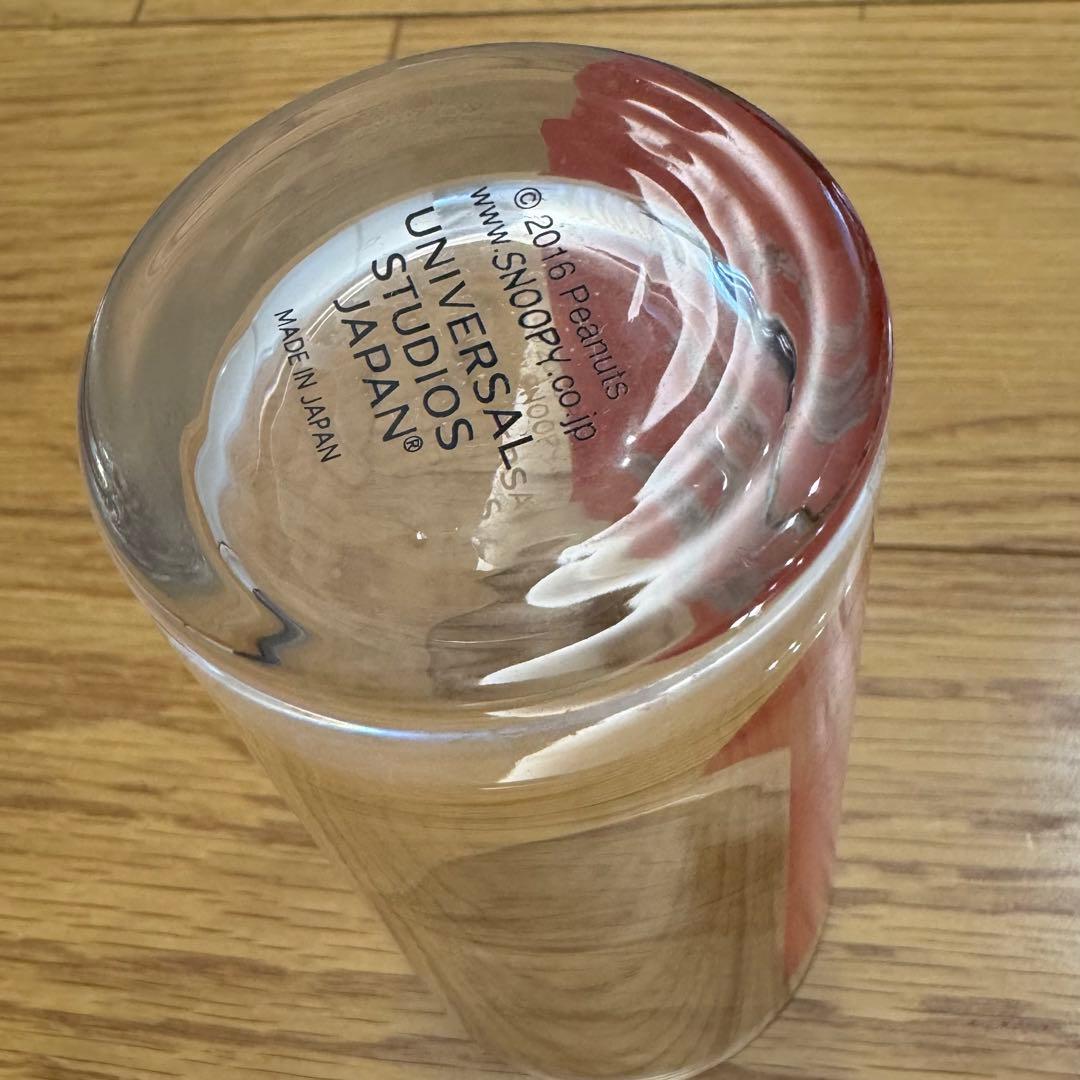 © 2016 Peanuts
www.SNOOPY.co.jp
UNIVERSAL
STUDIOS
JAPAN®
MADE IN JAPAN